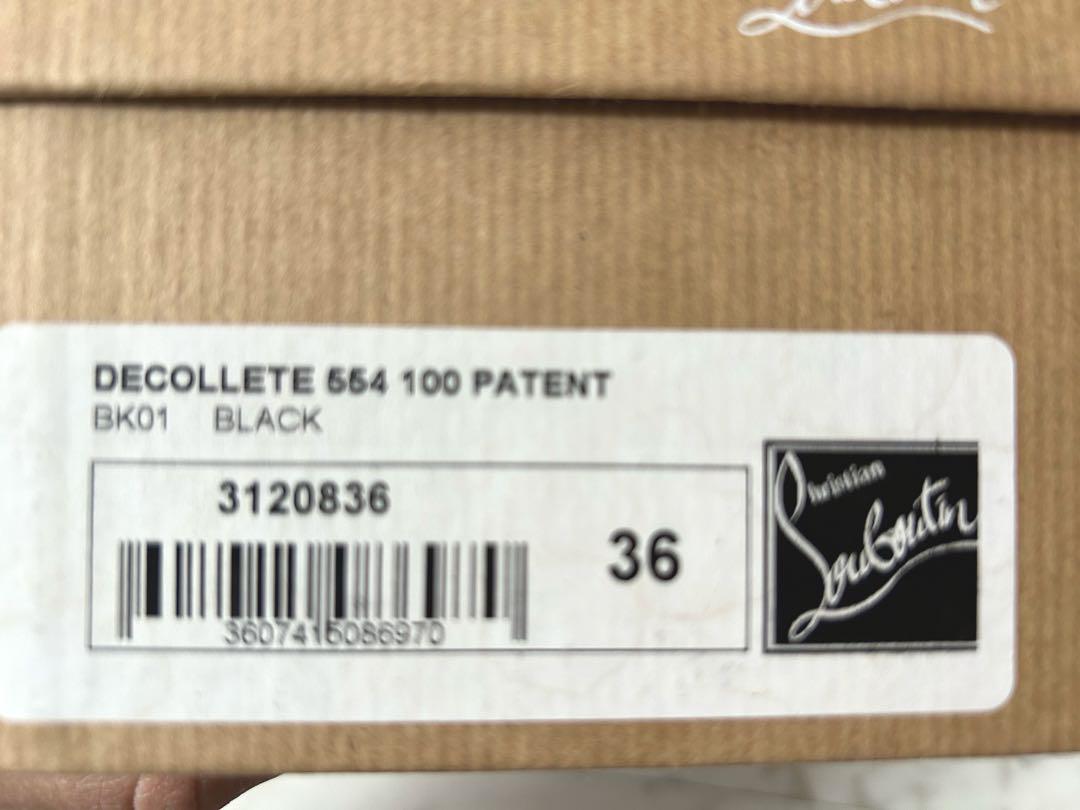 DECOLLETE 554 100 PATENT
BK01 BLACK
3120836
36
3607415086970
Christian
Louboutin